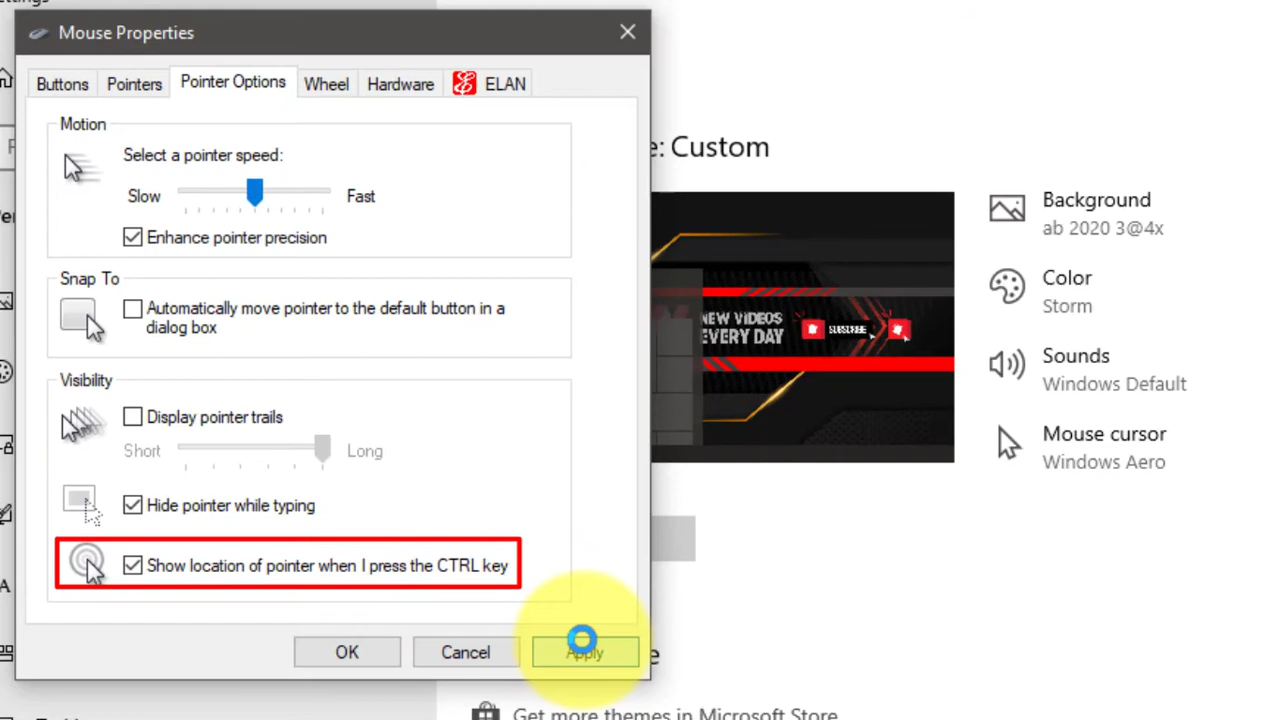 Mouse Properties
Buttons
Pointers
Pointer Options
Wheel
Hardware
ELAN
Motion
Select a pointer speed:
Slow
Fast
Enhance pointer precision
Snap To
Automatically move pointer to the default button in a
dialog box
Visibility
Display pointer trails
Short
Long
Hide pointer while typing
Show location of pointer when I press the CTRL key
OK
Cancel
Apply
e: Custom
NEW VIDEOS
EVERY DAY
SUBSCRIBE
Background
ab 2020 3@4x
Color
Storm
Sounds
Windows Default
Mouse cursor
Windows Aero
Get more themes in Microsoft Store